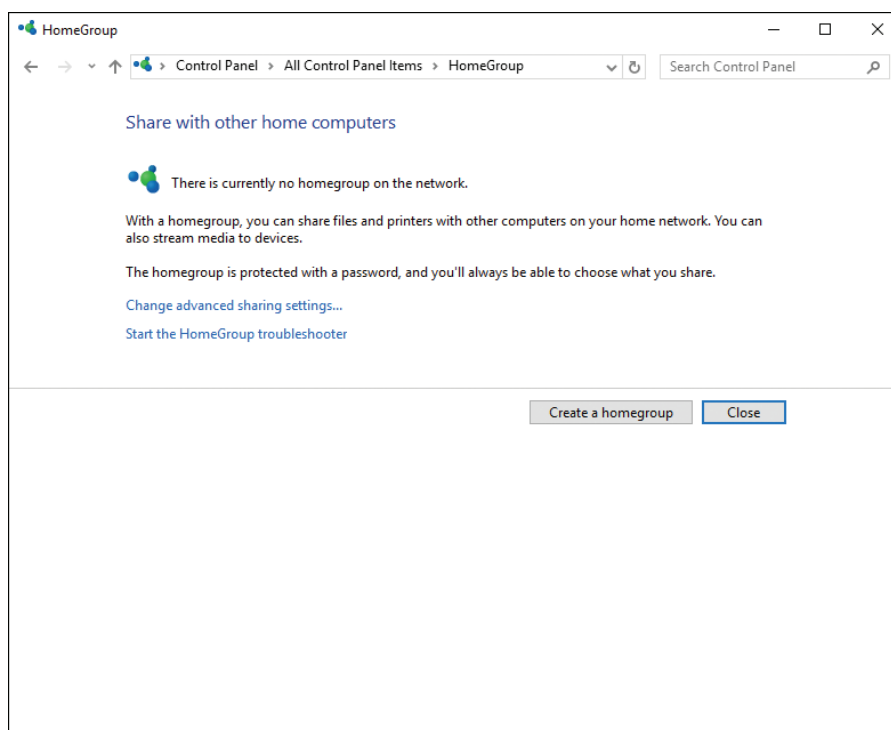 HomeGroup
Control Panel > All Control Panel Items > HomeGroup
Search Control Panel
Share with other home computers
There is currently no homegroup on the network.
With a homegroup, you can share files and printers with other computers on your home network. You can
also stream media to devices.
The homegroup is protected with a password, and you'll always be able to choose what you share.
Change advanced sharing settings...
Start the HomeGroup troubleshooter
Create a homegroup
Close